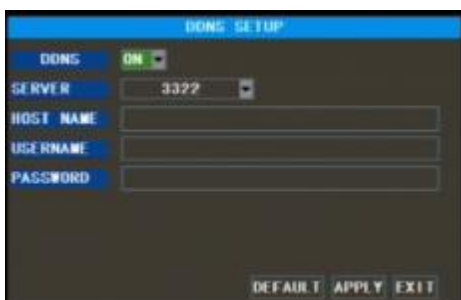 DDNS SETUP
DDNS ON
SERVER 3322
HOST NAME
USERNAME
PASSWORD
DEFAULT APPLY EXIT